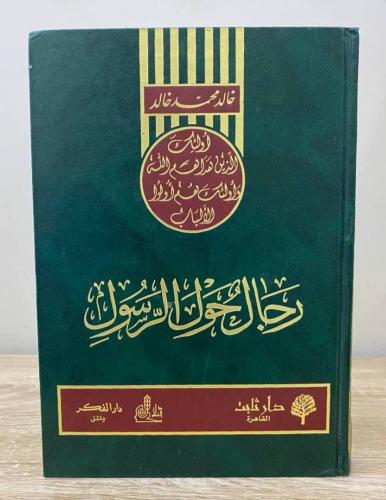 خالد محمد خالد
أولئك
الذين هداهم الله
وأولئك هم أولوا
الألباب
رجال حول الرسول
دار ثابت
القاهرة
دار الفكر
دمشق